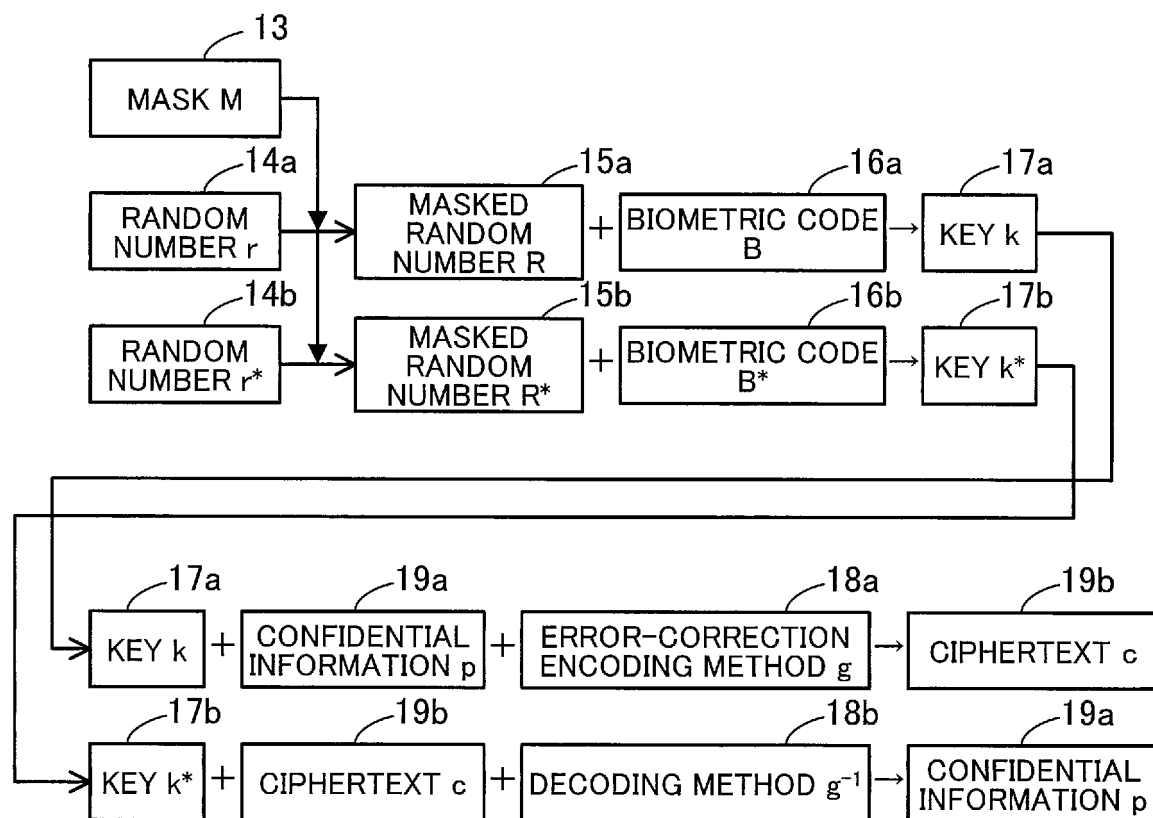 13
MASK M
14a
15a
16a
17a
RANDOM
NUMBER r
MASKED
RANDOM
NUMBER R
+
BIOMETRIC CODE
B
→
KEY k
14b
15b
16b
17b
RANDOM
NUMBER r*
MASKED
RANDOM
NUMBER R*
+
BIOMETRIC CODE
B*
→
KEY k*
17a
19a
18a
19b
KEY k
+
CONFIDENTIAL
INFORMATION p
+
ERROR-CORRECTION
ENCODING METHOD g
→
CIPHERTEXT c
17b
19b
18b
19a
KEY k*
+
CIPHERTEXT c
+
DECODING METHOD g⁻¹
→
CONFIDENTIAL
INFORMATION p